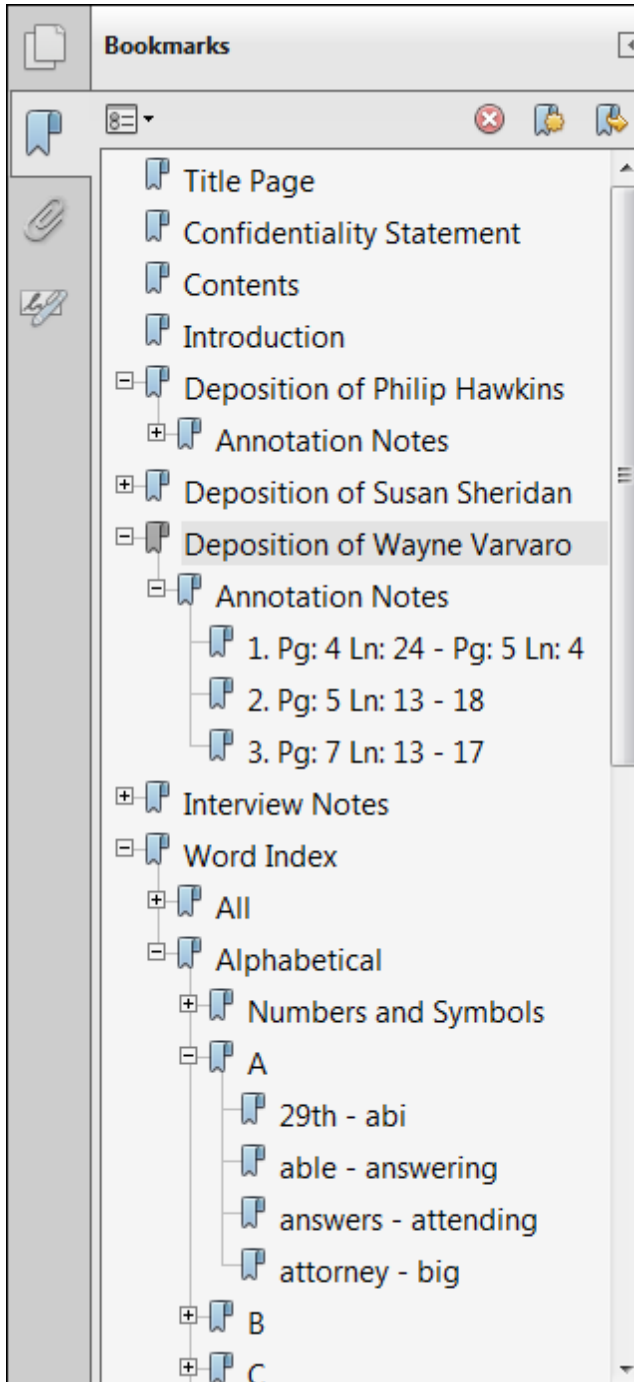 Bookmarks
Title Page
Confidentiality Statement
Contents
Introduction
Deposition of Philip Hawkins
Annotation Notes
Deposition of Susan Sheridan
Deposition of Wayne Varvaro
Annotation Notes
1. Pg: 4 Ln: 24 - Pg: 5 Ln: 4
2. Pg: 5 Ln: 13 - 18
3. Pg: 7 Ln: 13 - 17
Interview Notes
Word Index
All
Alphabetical
Numbers and Symbols
A
29th - abi
able - answering
answers - attending
attorney - big
B
C